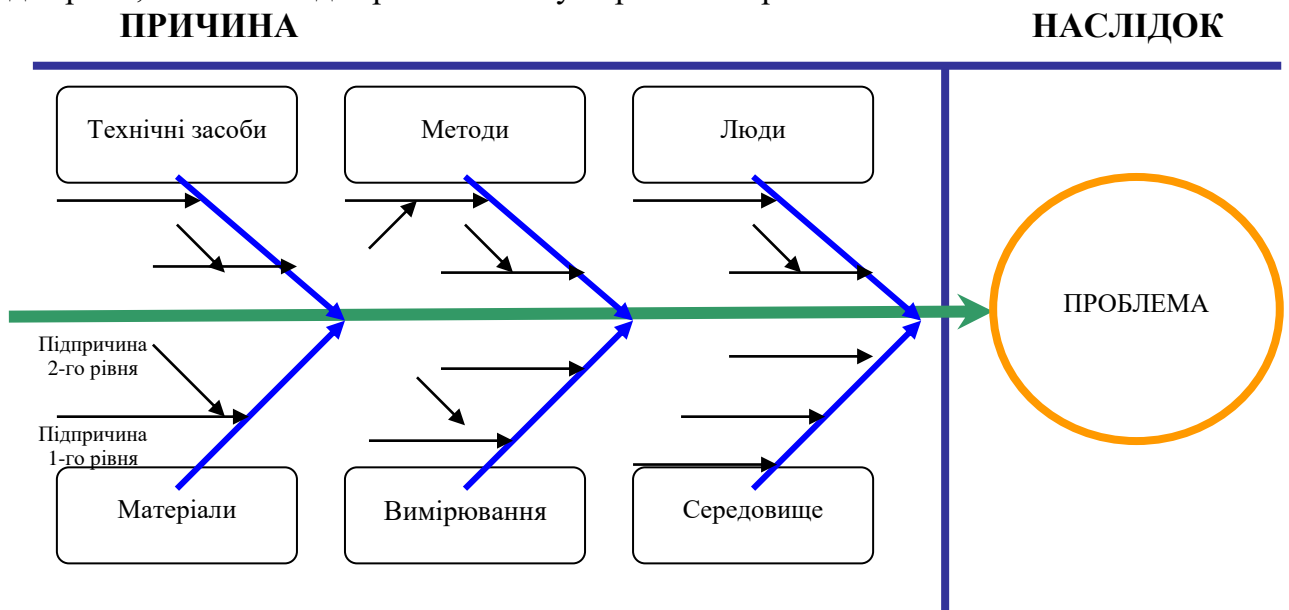 ПРИЧИНА
НАСЛІДОК
Технічні засоби
Методи
Люди
ПРОБЛЕМА
Підпричина
2-го рівня
Підпричина
1-го рівня
Матеріали
Вимірювання
Середовище